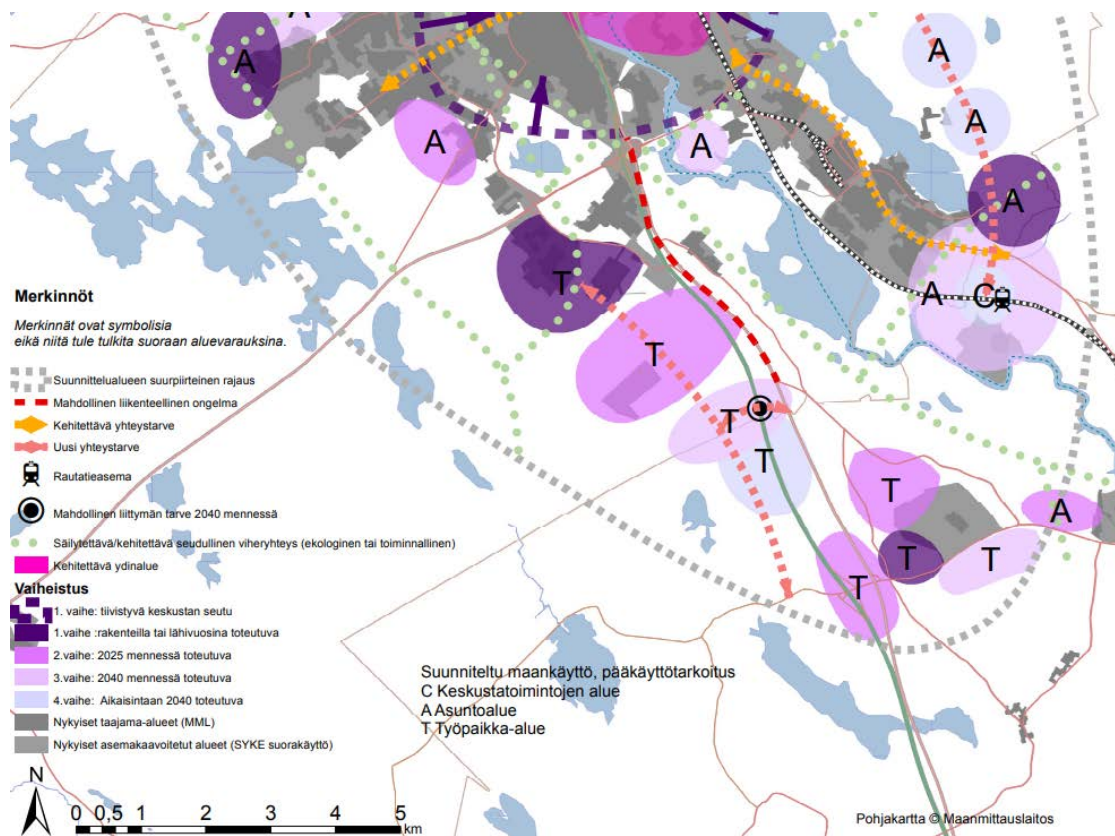 A
A
A
A
A
A
A
T
A
C
T
T
T
T
A
T
T
T
Merkinnöt
Merkinnät ovat symbolisia
eikä niitä tule tulkita suoraan aluevarauksina.
Suunnittelualueen suurpiirteinen rajaus
Mahdollinen liikenteellinen ongelma
Kehitettävä yhteystarve
Uusi yhteystarve
Rautatieasema
Mahdollinen liittymän tarve 2040 mennessä
Säilytettävä/kehitettävä seudullinen viheryhteys (ekologinen tai toiminnallinen)
Kehitettävä ydinalue
Vaiheistus
1. vaihe: tiivistyvä keskustan seutu
1.vaihe :rakenteilla tai lähivuosina toteutuva
2.vaihe: 2025 mennessä toteutuva
3.vaihe: 2040 mennessä toteutuva
4.vaihe: Aikaisintaan 2040 toteutuva
Nykyiset taajama-alueet (MML)
Nykyiset asemakaavoitetut alueet (SYKE suorakäyttö)
Suunniteltu maankäyttö, pääkäyttötarkoitus
C Keskustatoimintojen alue
A Asuntoalue
T Työpaikka-alue
N
0 0,5 1 2 3 4 5
km
Pohjakartta © Maanmittauslaitos